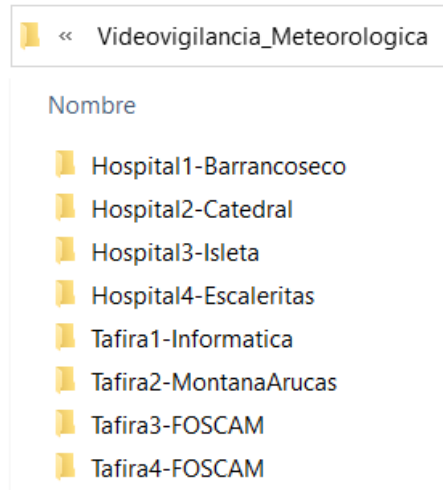 « Videovigilancia_Meteorologica
Nombre
Hospital1-Barrancoseco
Hospital2-Catedral
Hospital3-Isleta
Hospital4-Escaleritas
Tafira1-Informatica
Tafira2-MontanaArucas
Tafira3-FOSCAM
Tafira4-FOSCAM